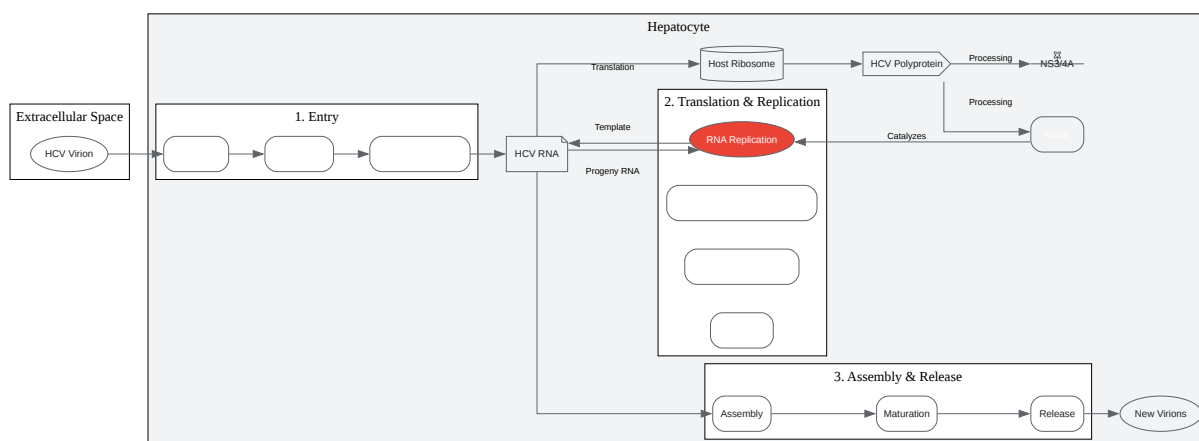 Hepatocyte
Extracellular Space
HCV Virion
1. Entry
HCV RNA
Translation
Host Ribosome
HCV Polyprotein
Processing
NS3/4A
Processing
2. Translation & Replication
Template
RNA Replication
Catalyzes
Progeny RNA
3. Assembly & Release
Assembly
Maturation
Release
New Virions